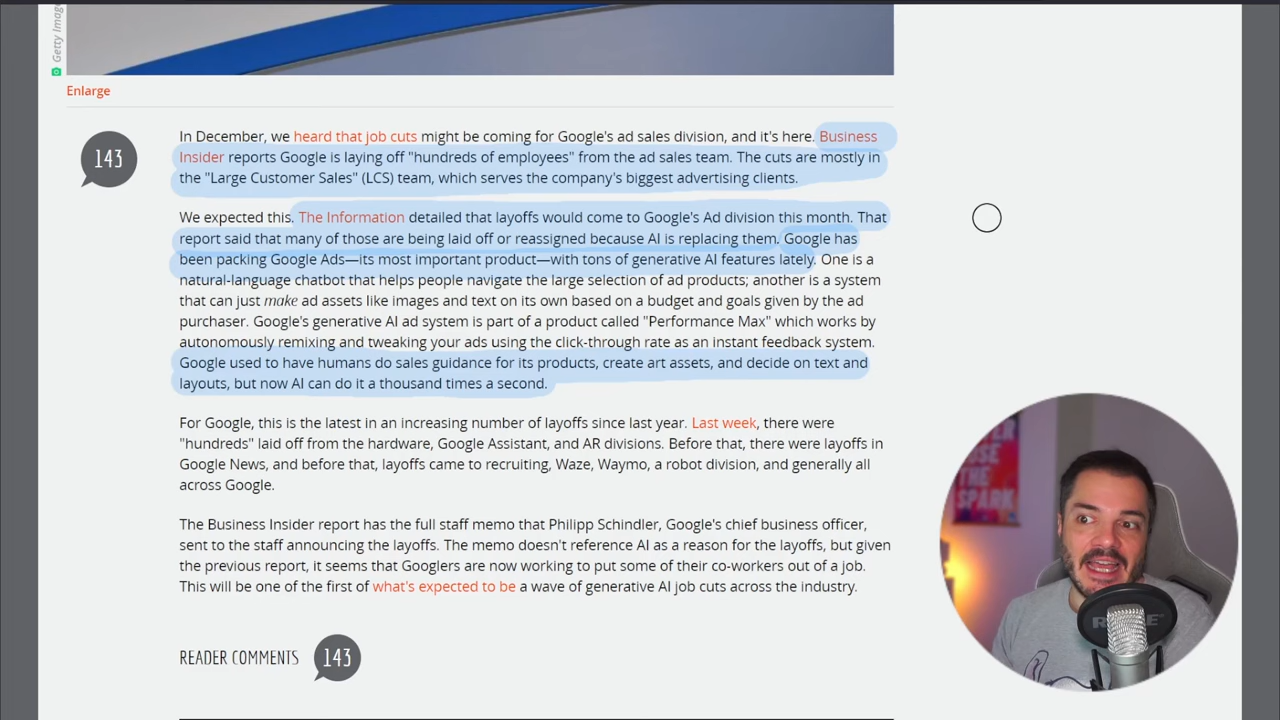 Getty Imag
Enlarge
143
In December, we heard that job cuts might be coming for Google's ad sales division, and it's here. Business
Insider reports Google is laying off "hundreds of employees" from the ad sales team. The cuts are mostly in
the "Large Customer Sales" (LCS) team, which serves the company's biggest advertising clients.
We expected this. The Information detailed that layoffs would come to Google's Ad division this month. That
report said that many of those are being laid off or reassigned because AI is replacing them. Google has
been packing Google Ads—its most important product—with tons of generative AI features lately. One is a
natural-language chatbot that helps people navigate the large selection of ad products; another is a system
that can just make ad assets like images and text on its own based on a budget and goals given by the ad
purchaser. Google's generative AI ad system is part of a product called "Performance Max" which works by
autonomously remixing and tweaking your ads using the click-through rate as an instant feedback system.
Google used to have humans do sales guidance for its products, create art assets, and decide on text and
layouts, but now AI can do it a thousand times a second.
For Google, this is the latest in an increasing number of layoffs since last year. Last week, there were
"hundreds" laid off from the hardware, Google Assistant, and AR divisions. Before that, there were layoffs in
Google News, and before that, layoffs came to recruiting, Waze, Waymo, a robot division, and generally all
across Google.
The Business Insider report has the full staff memo that Philipp Schindler, Google's chief business officer,
sent to the staff announcing the layoffs. The memo doesn't reference AI as a reason for the layoffs, but given
the previous report, it seems that Googlers are now working to put some of their co-workers out of a job.
This will be one of the first of what's expected to be a wave of generative AI job cuts across the industry.
READER COMMENTS 143
THE
SPARK